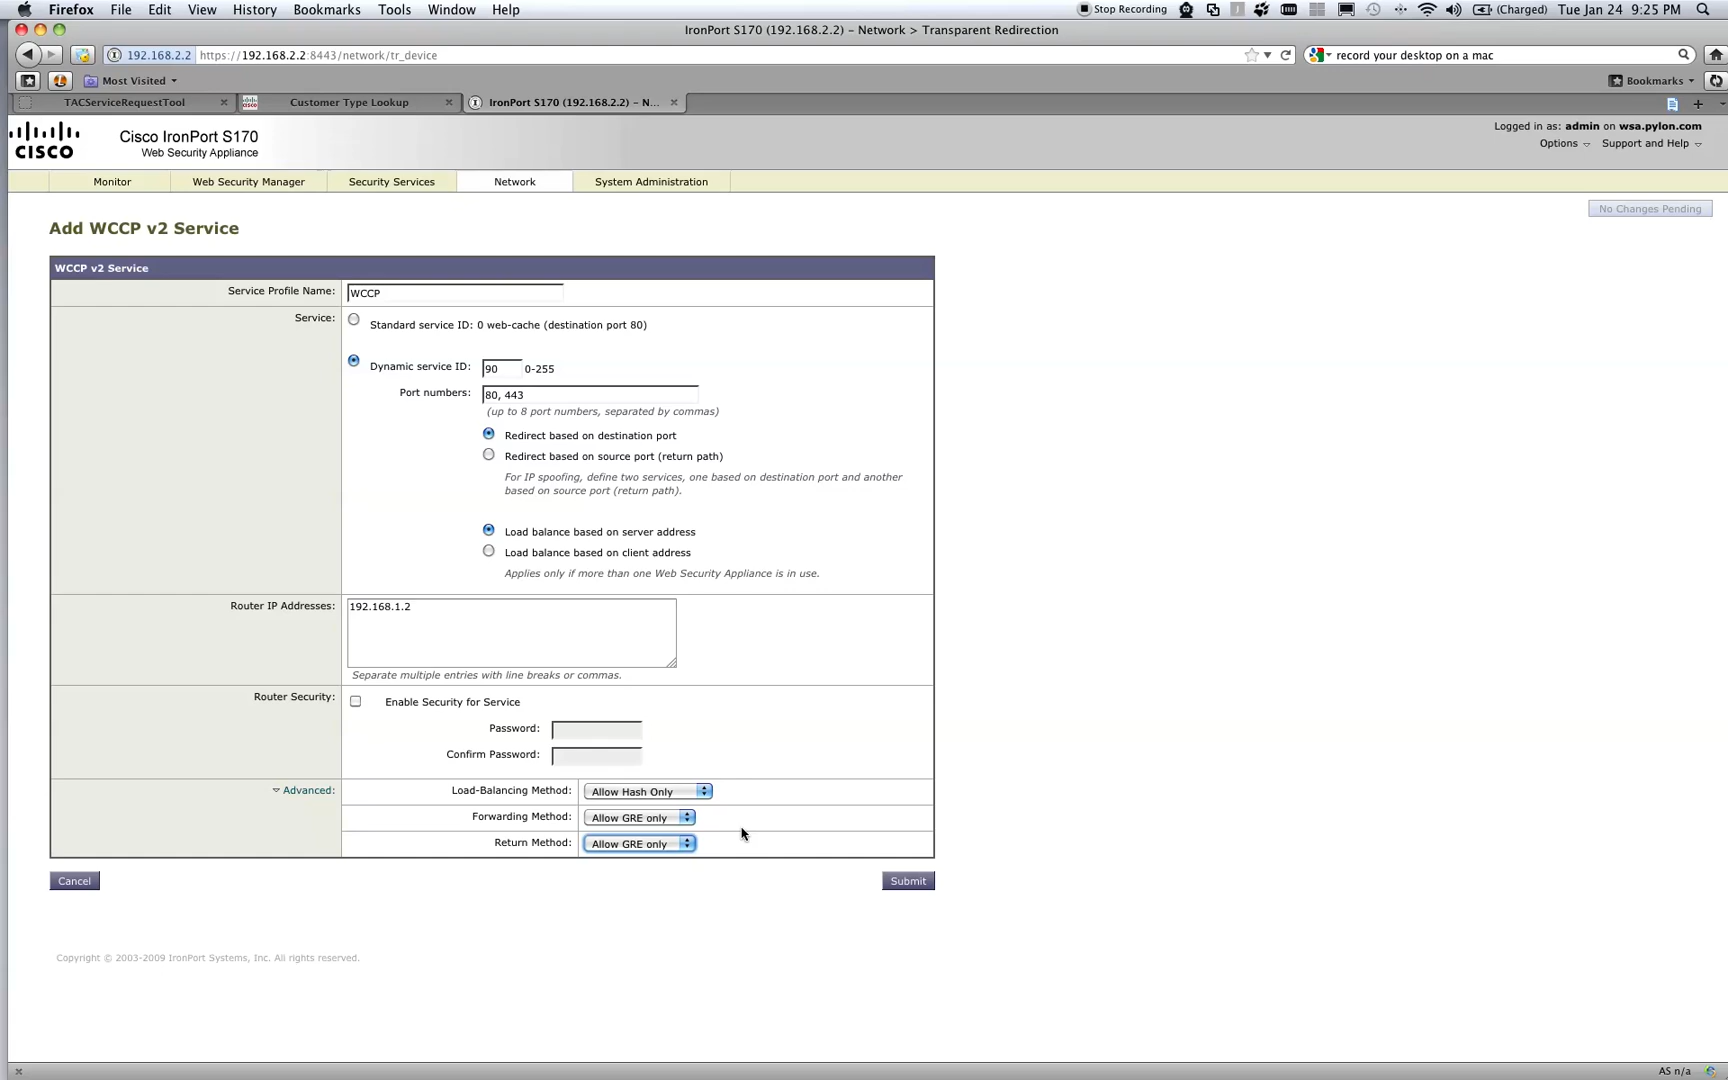 Firefox File Edit View History Bookmarks Tools Window Help Stop Recording (Charged) Tue Jan 24 9:25 PM
IronPort S170 (192.168.2.2) – Network > Transparent Redirection
192.168.2.2 https://192.168.2.2:8443/network/tr_device record your desktop on a mac
Most Visited Bookmarks
TACServiceRequestTool Customer Type Lookup IronPort S170 (192.168.2.2) – N...
CISCO
Cisco IronPort S170
Web Security Appliance
Logged in as: admin on wsa.pylon.com
Options Support and Help
Monitor Web Security Manager Security Services Network System Administration
No Changes Pending
Add WCCP v2 Service
WCCP v2 Service
Service Profile Name: WCCP
Service: Standard service ID: 0 web-cache (destination port 80)
Dynamic service ID: 90 0-255
Port numbers: 80, 443
(up to 8 port numbers, separated by commas)
Redirect based on destination port
Redirect based on source port (return path)
For IP spoofing, define two services, one based on destination port and another
based on source port (return path).
Load balance based on server address
Load balance based on client address
Applies only if more than one Web Security Appliance is in use.
Router IP Addresses: 192.168.1.2
Separate multiple entries with line breaks or commas.
Router Security: Enable Security for Service
Password:
Confirm Password:
Advanced: Load-Balancing Method: Allow Hash Only
Forwarding Method: Allow GRE only
Return Method: Allow GRE only
Cancel Submit
Copyright © 2003-2009 IronPort Systems, Inc. All rights reserved.
AS n/a